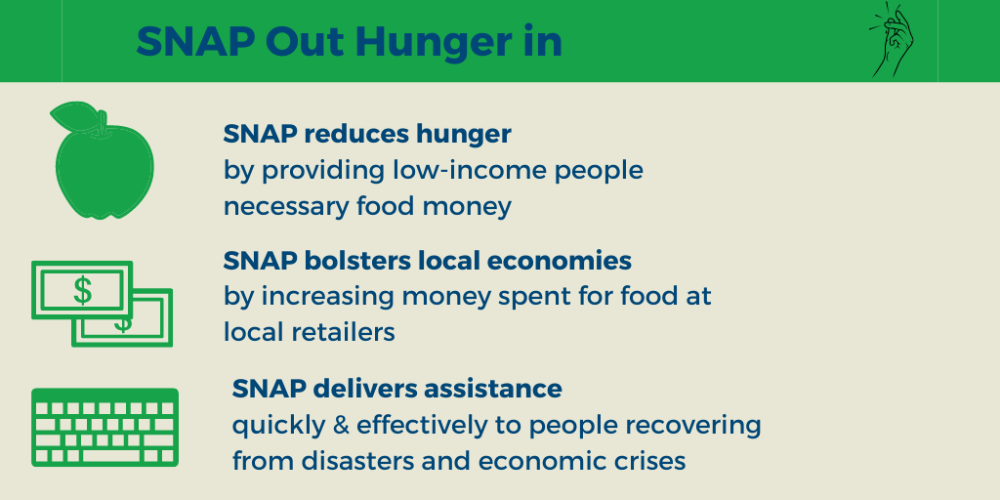 SNAP Out Hunger in
SNAP reduces hunger
by providing low-income people
necessary food money
$
$
SNAP bolsters local economies
by increasing money spent for food at
local retailers
SNAP delivers assistance
quickly & effectively to people recovering
from disasters and economic crises